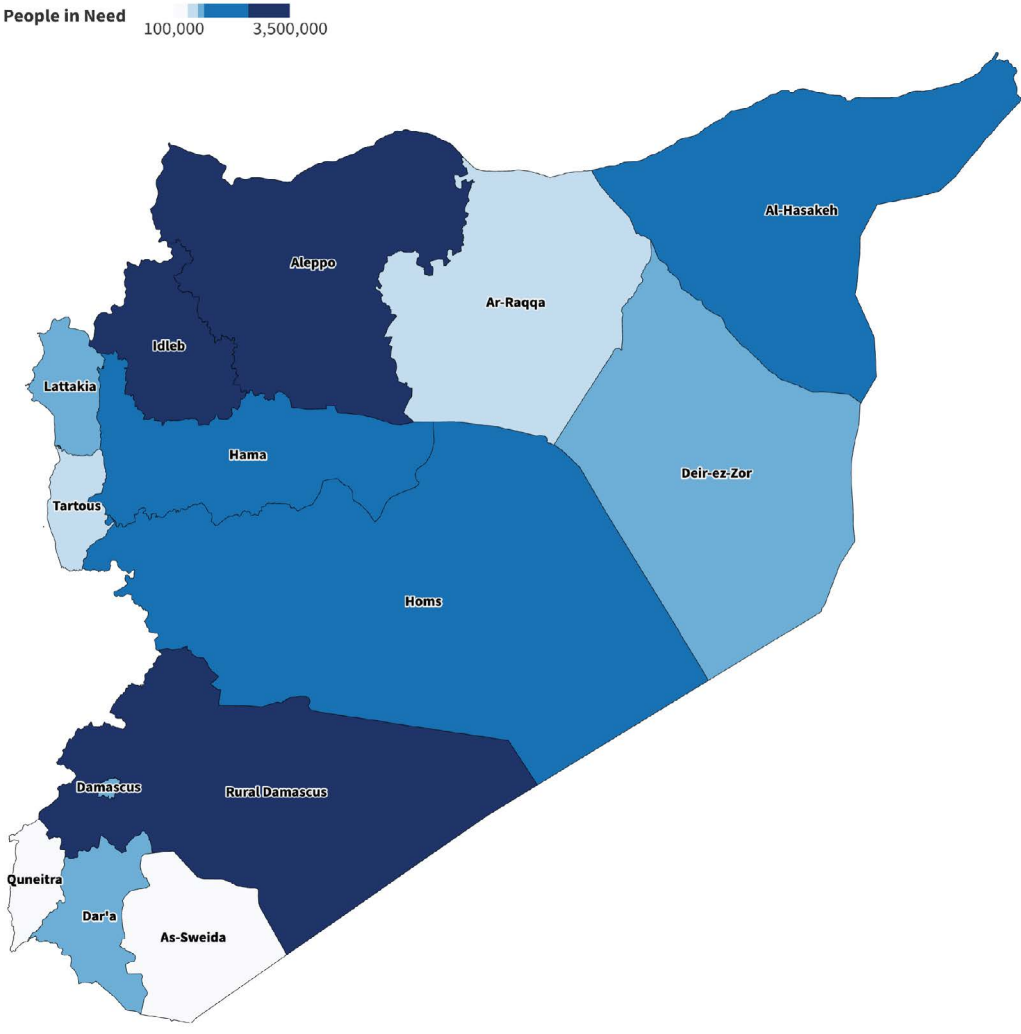 People in Need
100,000 3,500,000
Al-Hasakeh
Aleppo
Ar-Raqqa
Idleb
Lattakia
Hama
Deir-ez-Zor
Tartous
Homs
Damascus
Rural Damascus
Quneitra
Dar'a
As-Sweida